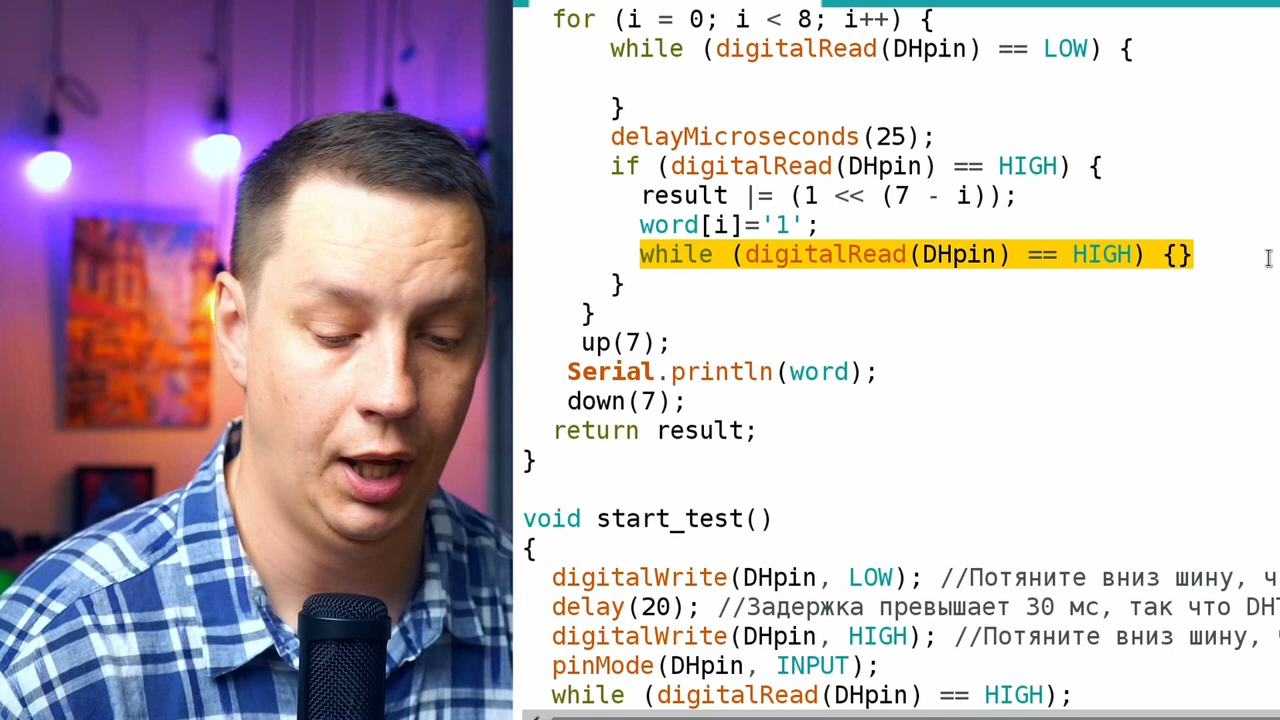 for (i = 0; i < 8; i++) {
while (digitalRead(DHpin) == LOW) {
}
delayMicroseconds(25);
if (digitalRead(DHpin) == HIGH) {
result |= (1 << (7 - i));
word[i]='1';
while (digitalRead(DHpin) == HIGH) {}
}
}
up(7);
Serial.println(word);
down(7);
return result;
}
void start_test()
{
digitalWrite(DHpin, LOW); //Потяните вниз шину, ч
delay(20); //Задержка превышает 30 мс, так что DHT
digitalWrite(DHpin, HIGH); //Потяните вниз шину,
pinMode(DHpin, INPUT);
while (digitalRead(DHpin) == HIGH);